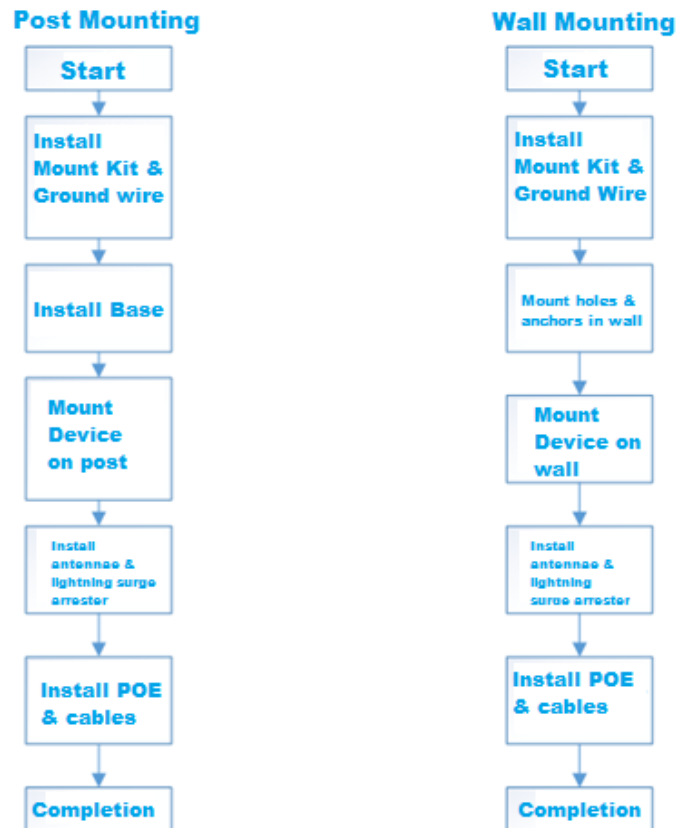 Post Mounting
Start
Install
Mount Kit &
Ground wire
Install Base
Mount
Device
on post
Install
antennae &
lightning surge
arrester
Install POE
& cables
Completion
Wall Mounting
Start
Install
Mount Kit &
Ground Wire
Mount holes &
anchors in wall
Mount
Device on
wall
Install
antennae &
lightning
surge arrester
Install POE
& cables
Completion